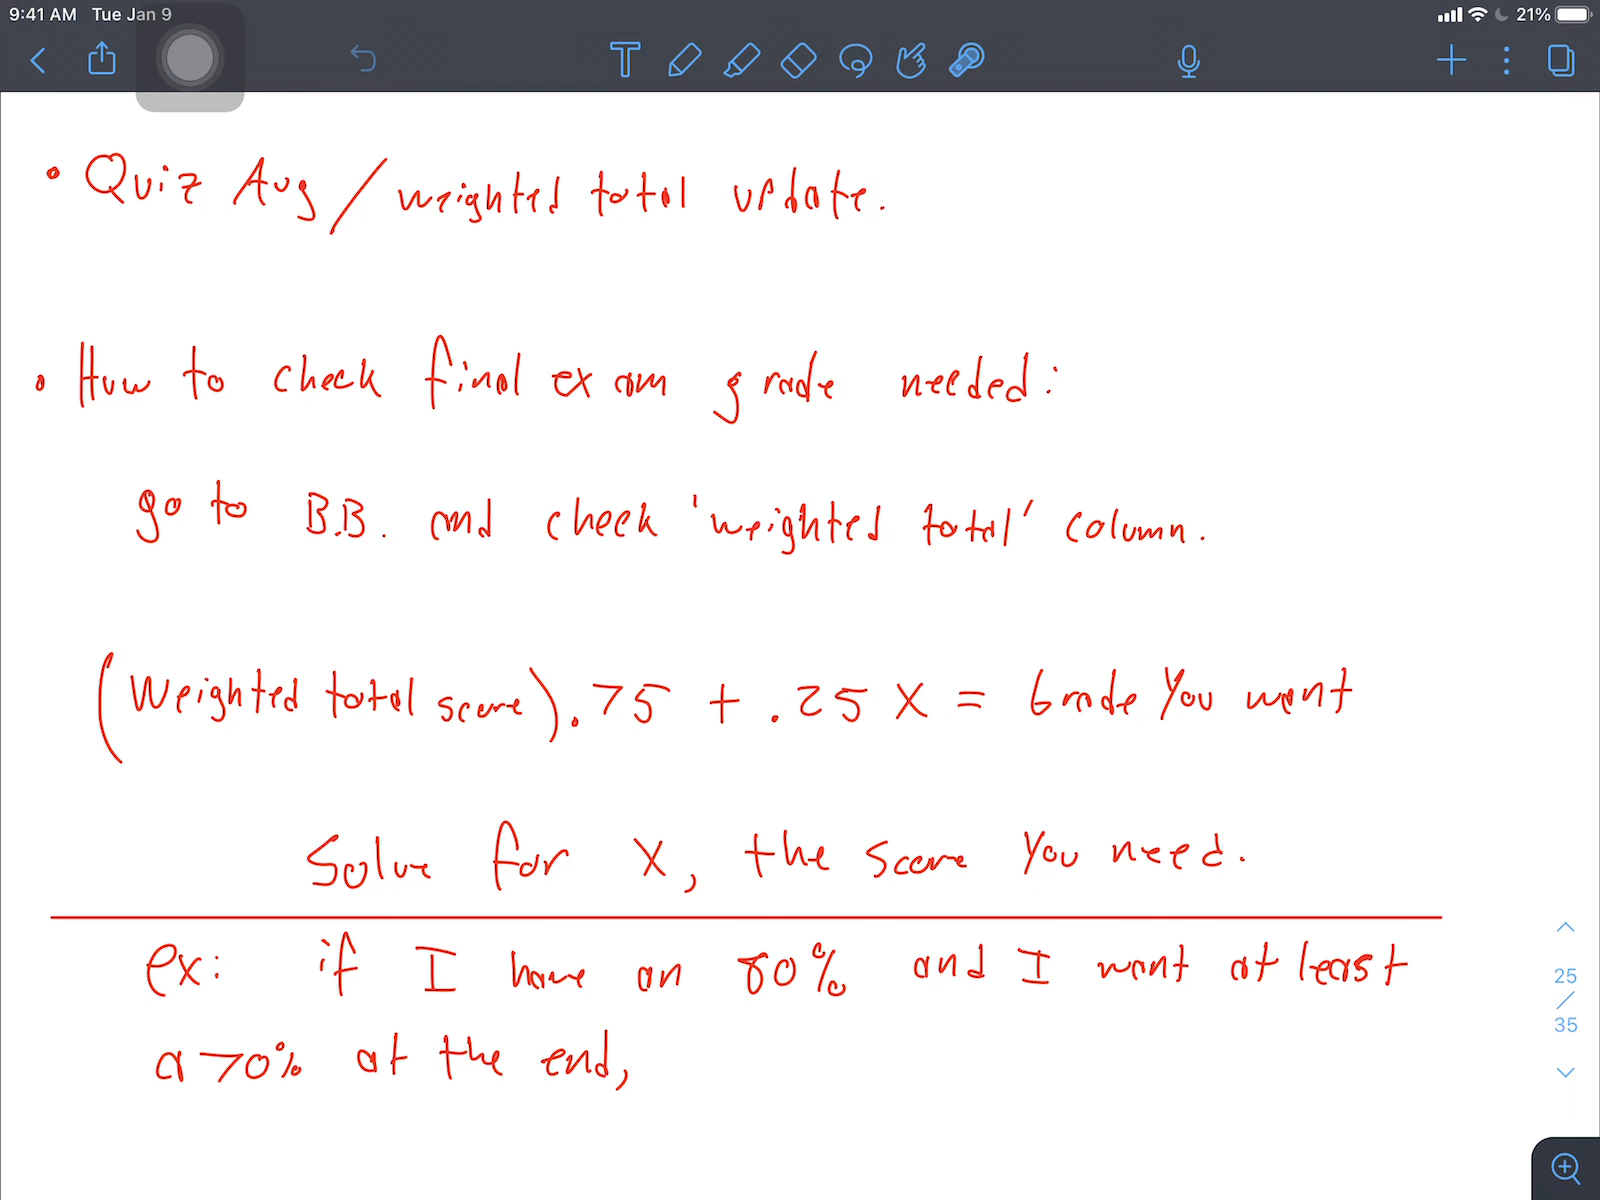 9:41 AM Tue Jan 9
21%
• Quiz Avg / weighted total update.
• How to check final exam grade needed:
go to B.B. and check 'weighted total' column.
(Weighted total score).75 + .25 X = Grade You want
Solve for X, the score You need.
ex: if I have an 80% and I want at least
a 70% at the end,
25
/
35